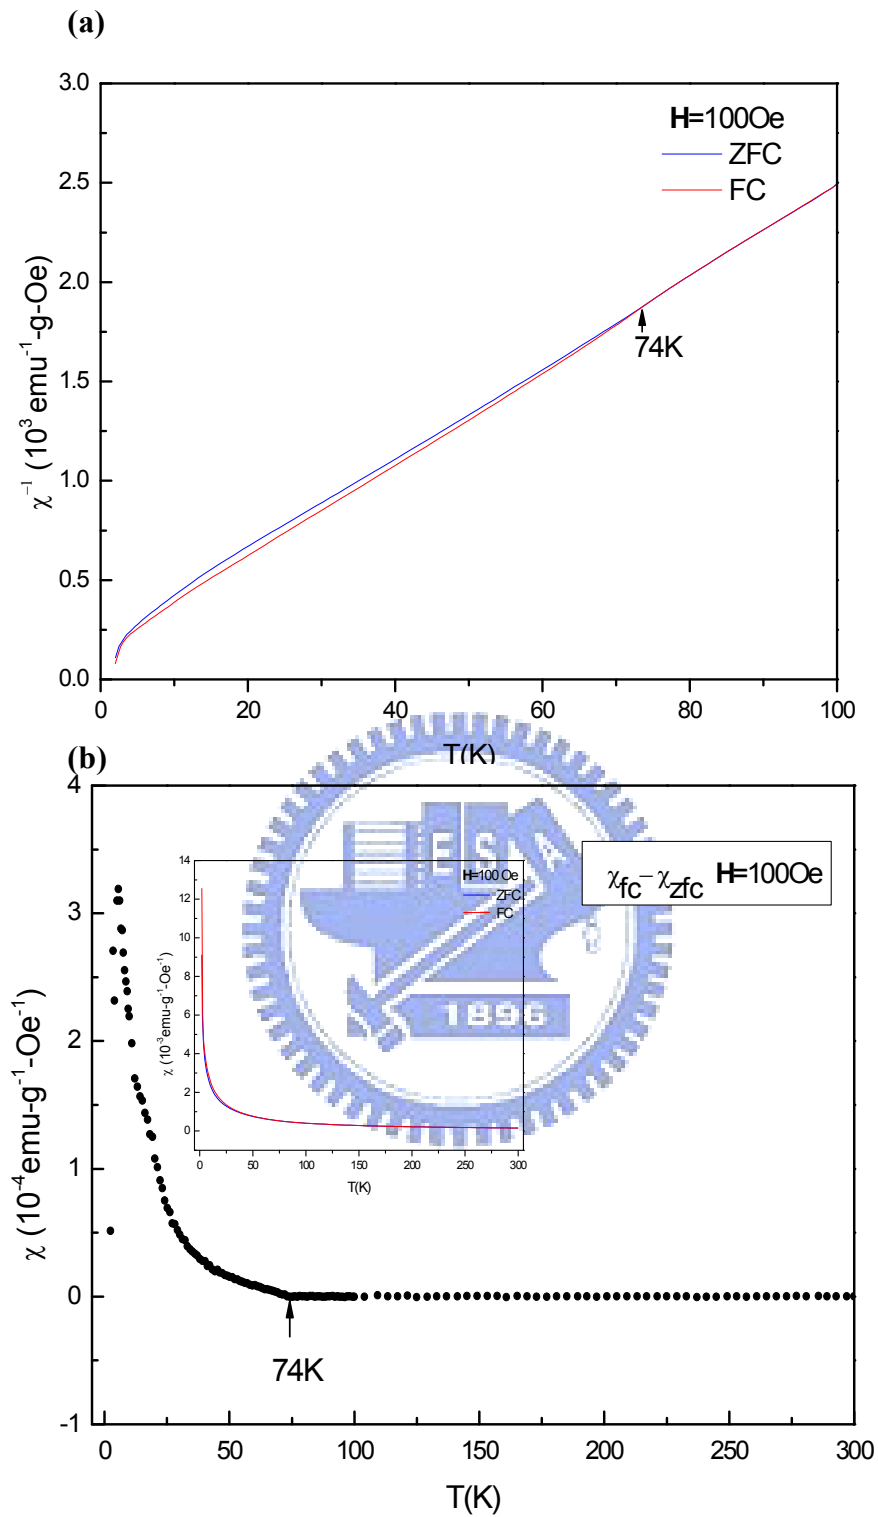 (a)
3.0
2.5
2.0
1.5
1.0
0.5
0.0
χ⁻¹ (10³ emu⁻¹-g-Oe)
H=100Oe
ZFC
FC
74K
0 20 40 60 80 100
T(K)
(b)
4
3
2
1
0
-1
χ (10⁻⁴emu-g⁻¹-Oe⁻¹)
χfc−χzfc H=100Oe
14
12
10
8
6
4
2
0
χ (10⁻³emu-g⁻¹-Oe⁻¹)
H=100 Oe
ZFC
FC
0 50 100 150 200 250 300
T(K)
E S A
1896
74K
0 50 100 150 200 250 300
T(K)